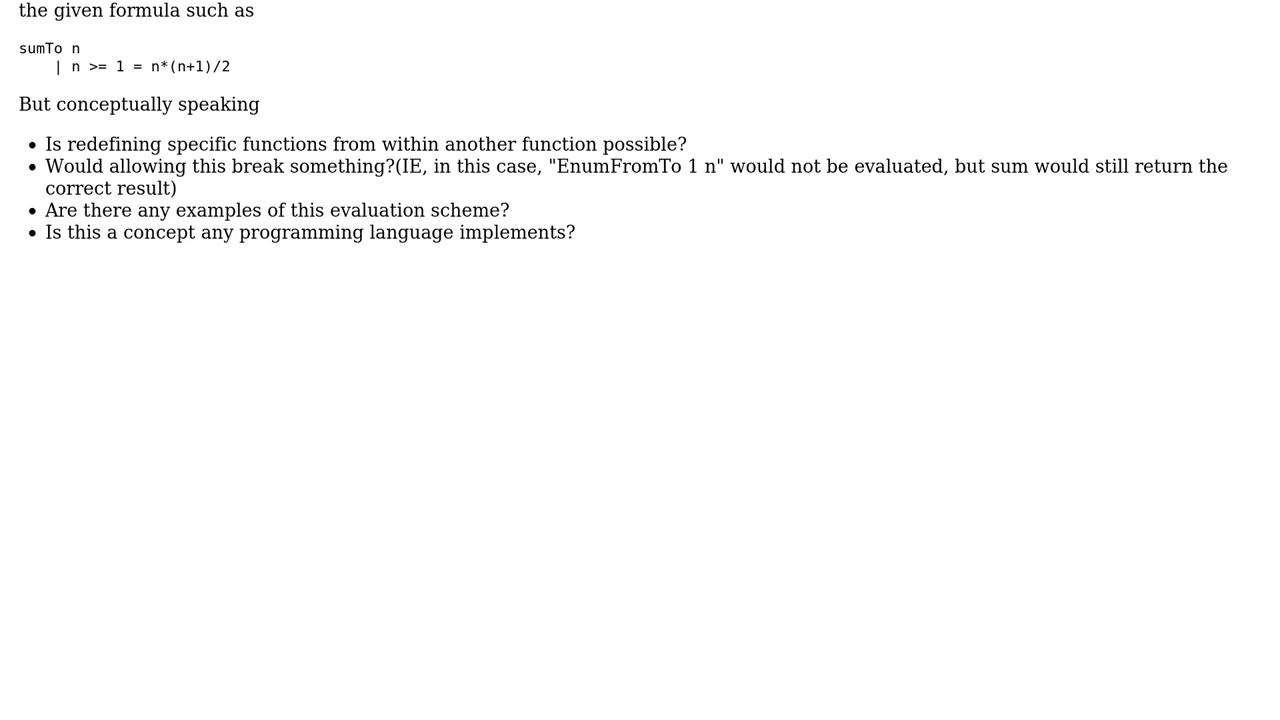 the given formula such as
sumTo n
    | n >= 1 = n*(n+1)/2
But conceptually speaking
• Is redefining specific functions from within another function possible?
• Would allowing this break something?(IE, in this case, "EnumFromTo 1 n" would not be evaluated, but sum would still return the
correct result)
• Are there any examples of this evaluation scheme?
• Is this a concept any programming language implements?